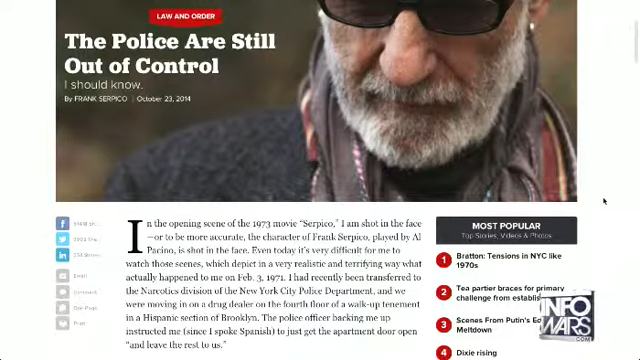 LAW AND ORDER
The Police Are Still
Out of Control
I should know.
By FRANK SERPICO | October 23, 2014
In the opening scene of the 1973 movie "Serpico," I am shot in the face
—or to be more accurate, the character of Frank Serpico, played by Al
Pacino, is shot in the face. Even today it's very difficult for me to
watch those scenes, which depict in a very realistic and terrifying way what
actually happened to me on Feb. 3, 1971. I had recently been transferred to
the Narcotics division of the New York City Police Department, and we
were moving in on a drug dealer on the fourth floor of a walk-up tenement
in a Hispanic section of Brooklyn. The police officer backing me up
instructed me (since I spoke Spanish) to just get the apartment door open
"and leave the rest to us."
Email
Comment
Print
MOST POPULAR
Top Stories, Videos & Photos
1 Bratton: Tensions in NYC like
1970s
2 Tea partier braces for primary
challenge from establis
3 Scenes From Putin's Ec
Meltdown
4 Dixie rising
INFO
WARS
.COM